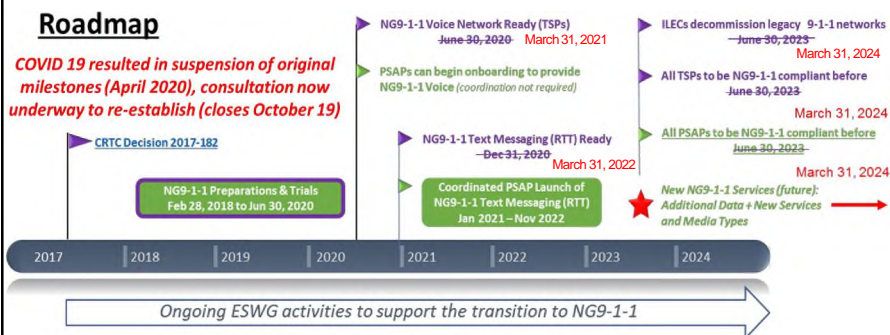 Roadmap
COVID 19 resulted in suspension of original
milestones (April 2020), consultation now
underway to re-establish (closes October 19)
CRTC Decision 2017-182
NG9-1-1 Preparations & Trials
Feb 28, 2018 to Jun 30, 2020
NG9-1-1 Voice Network Ready (TSPs)
June 30, 2020 March 31, 2021
PSAPs can begin onboarding to provide
NG9-1-1 Voice (coordination not required)
NG9-1-1 Text Messaging (RTT) Ready
Dec 31, 2020
March 31, 2022
Coordinated PSAP Launch of
NG9-1-1 Text Messaging (RTT)
Jan 2021 – Nov 2022
ILECs decommission legacy 9-1-1 networks
June 30, 2023
March 31, 2024
All TSPs to be NG9-1-1 compliant before
June 30, 2023
March 31, 2024
All PSAPs to be NG9-1-1 compliant before
June 30, 2023
March 31, 2024
New NG9-1-1 Services (future):
Additional Data + New Services
and Media Types
2017 2018 2019 2020 2021 2022 2023 2024
Ongoing ESWG activities to support the transition to NG9-1-1